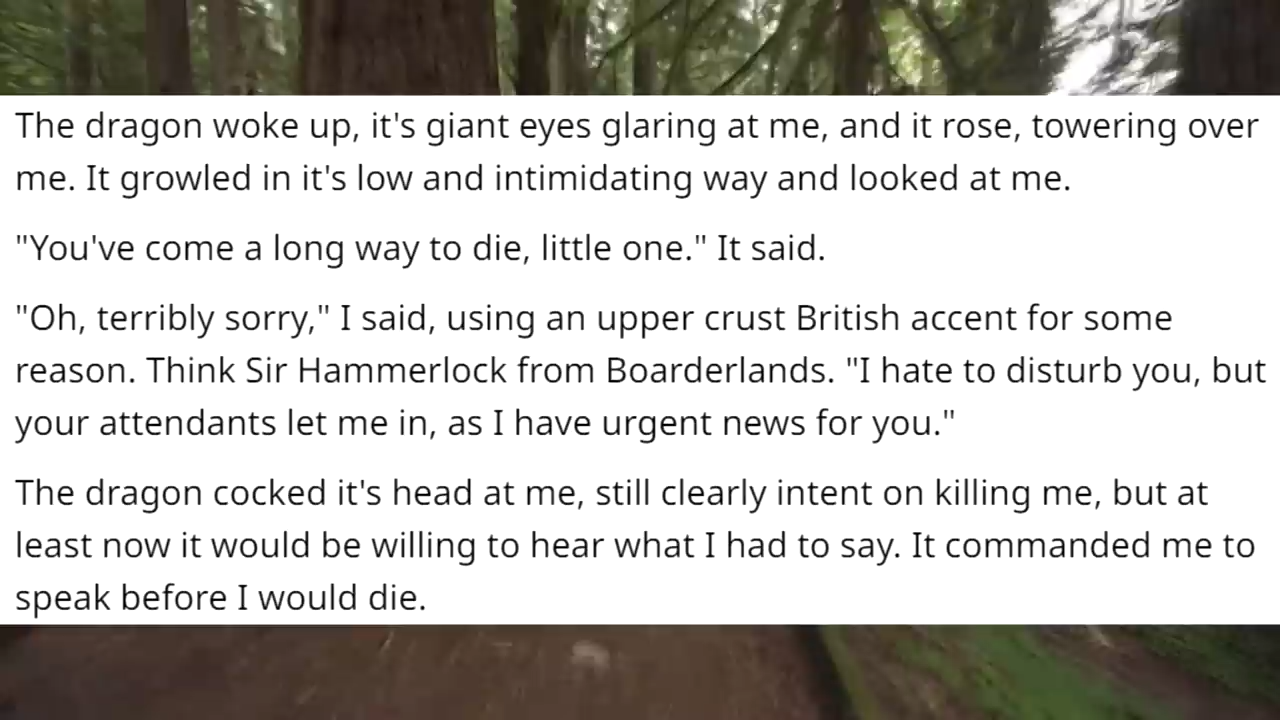 The dragon woke up, it's giant eyes glaring at me, and it rose, towering over
me. It growled in it's low and intimidating way and looked at me.
"You've come a long way to die, little one." It said.
"Oh, terribly sorry," I said, using an upper crust British accent for some
reason. Think Sir Hammerlock from Boarderlands. "I hate to disturb you, but
your attendants let me in, as I have urgent news for you."
The dragon cocked it's head at me, still clearly intent on killing me, but at
least now it would be willing to hear what I had to say. It commanded me to
speak before I would die.